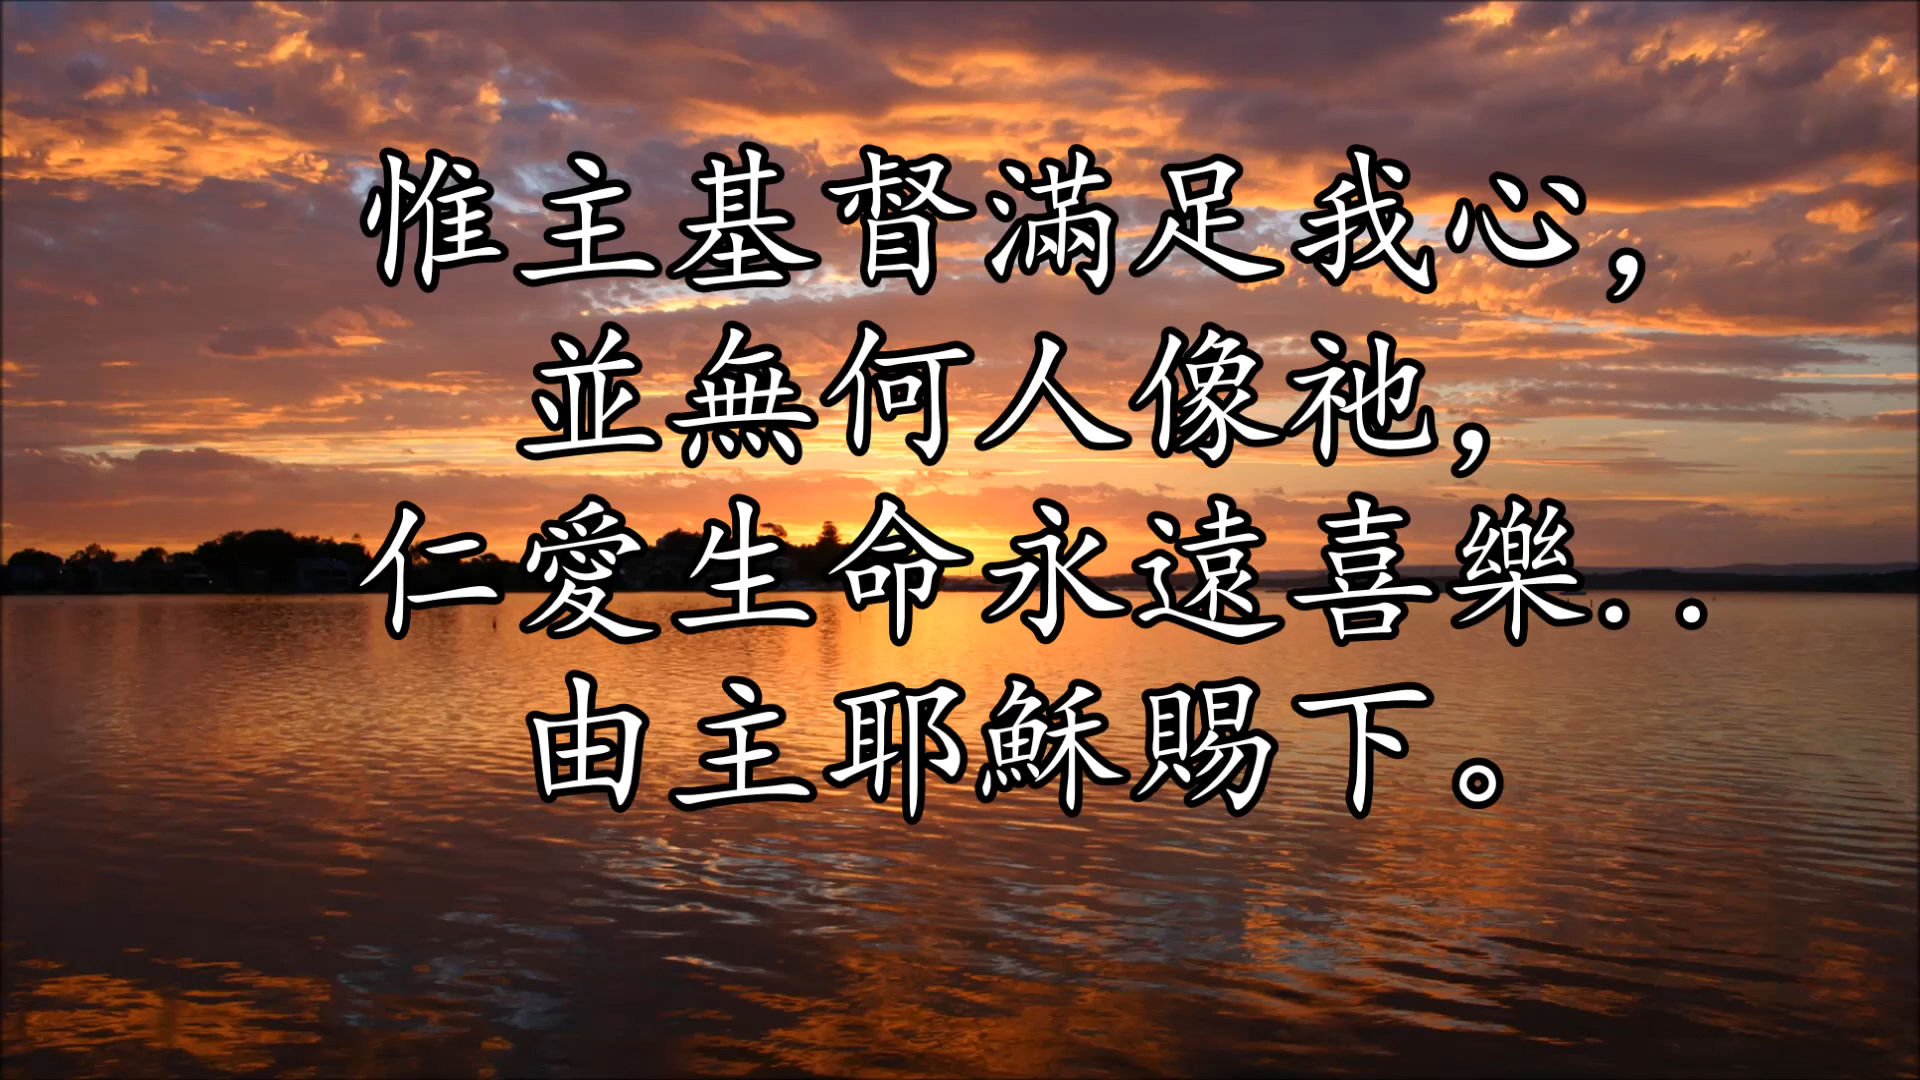 惟主基督滿足我心,
並無何人像祂,
仁愛生命永遠喜樂..
由主耶穌賜下。